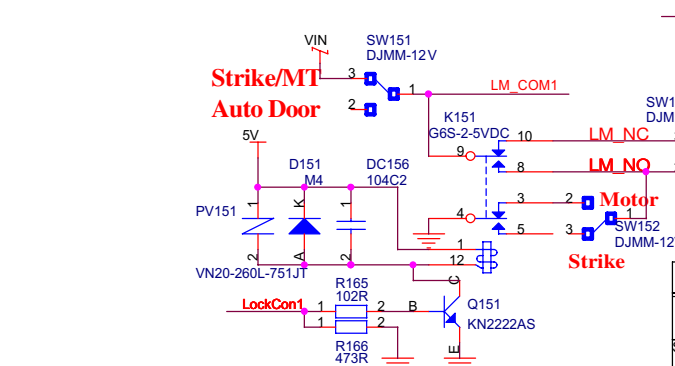 VIN
SW151
DJMM-12V
Strike/MT
3
1
LM_COM1
Auto Door
2
K151
G6S-2-5VDC
10
LM_NC
SW1
DJM
5V
9
8
LM_NO
D151
M4
DC156
104C2
3
2
Motor
PV151
1
K
1
4
1
SW152
DJMM-12
5
3
Strike
2
A
2
1
12
VN20-260L-751JT
C
R165
102R
LockCon1
1
2
B
Q151
KN2222AS
1
2
R166
473R
E